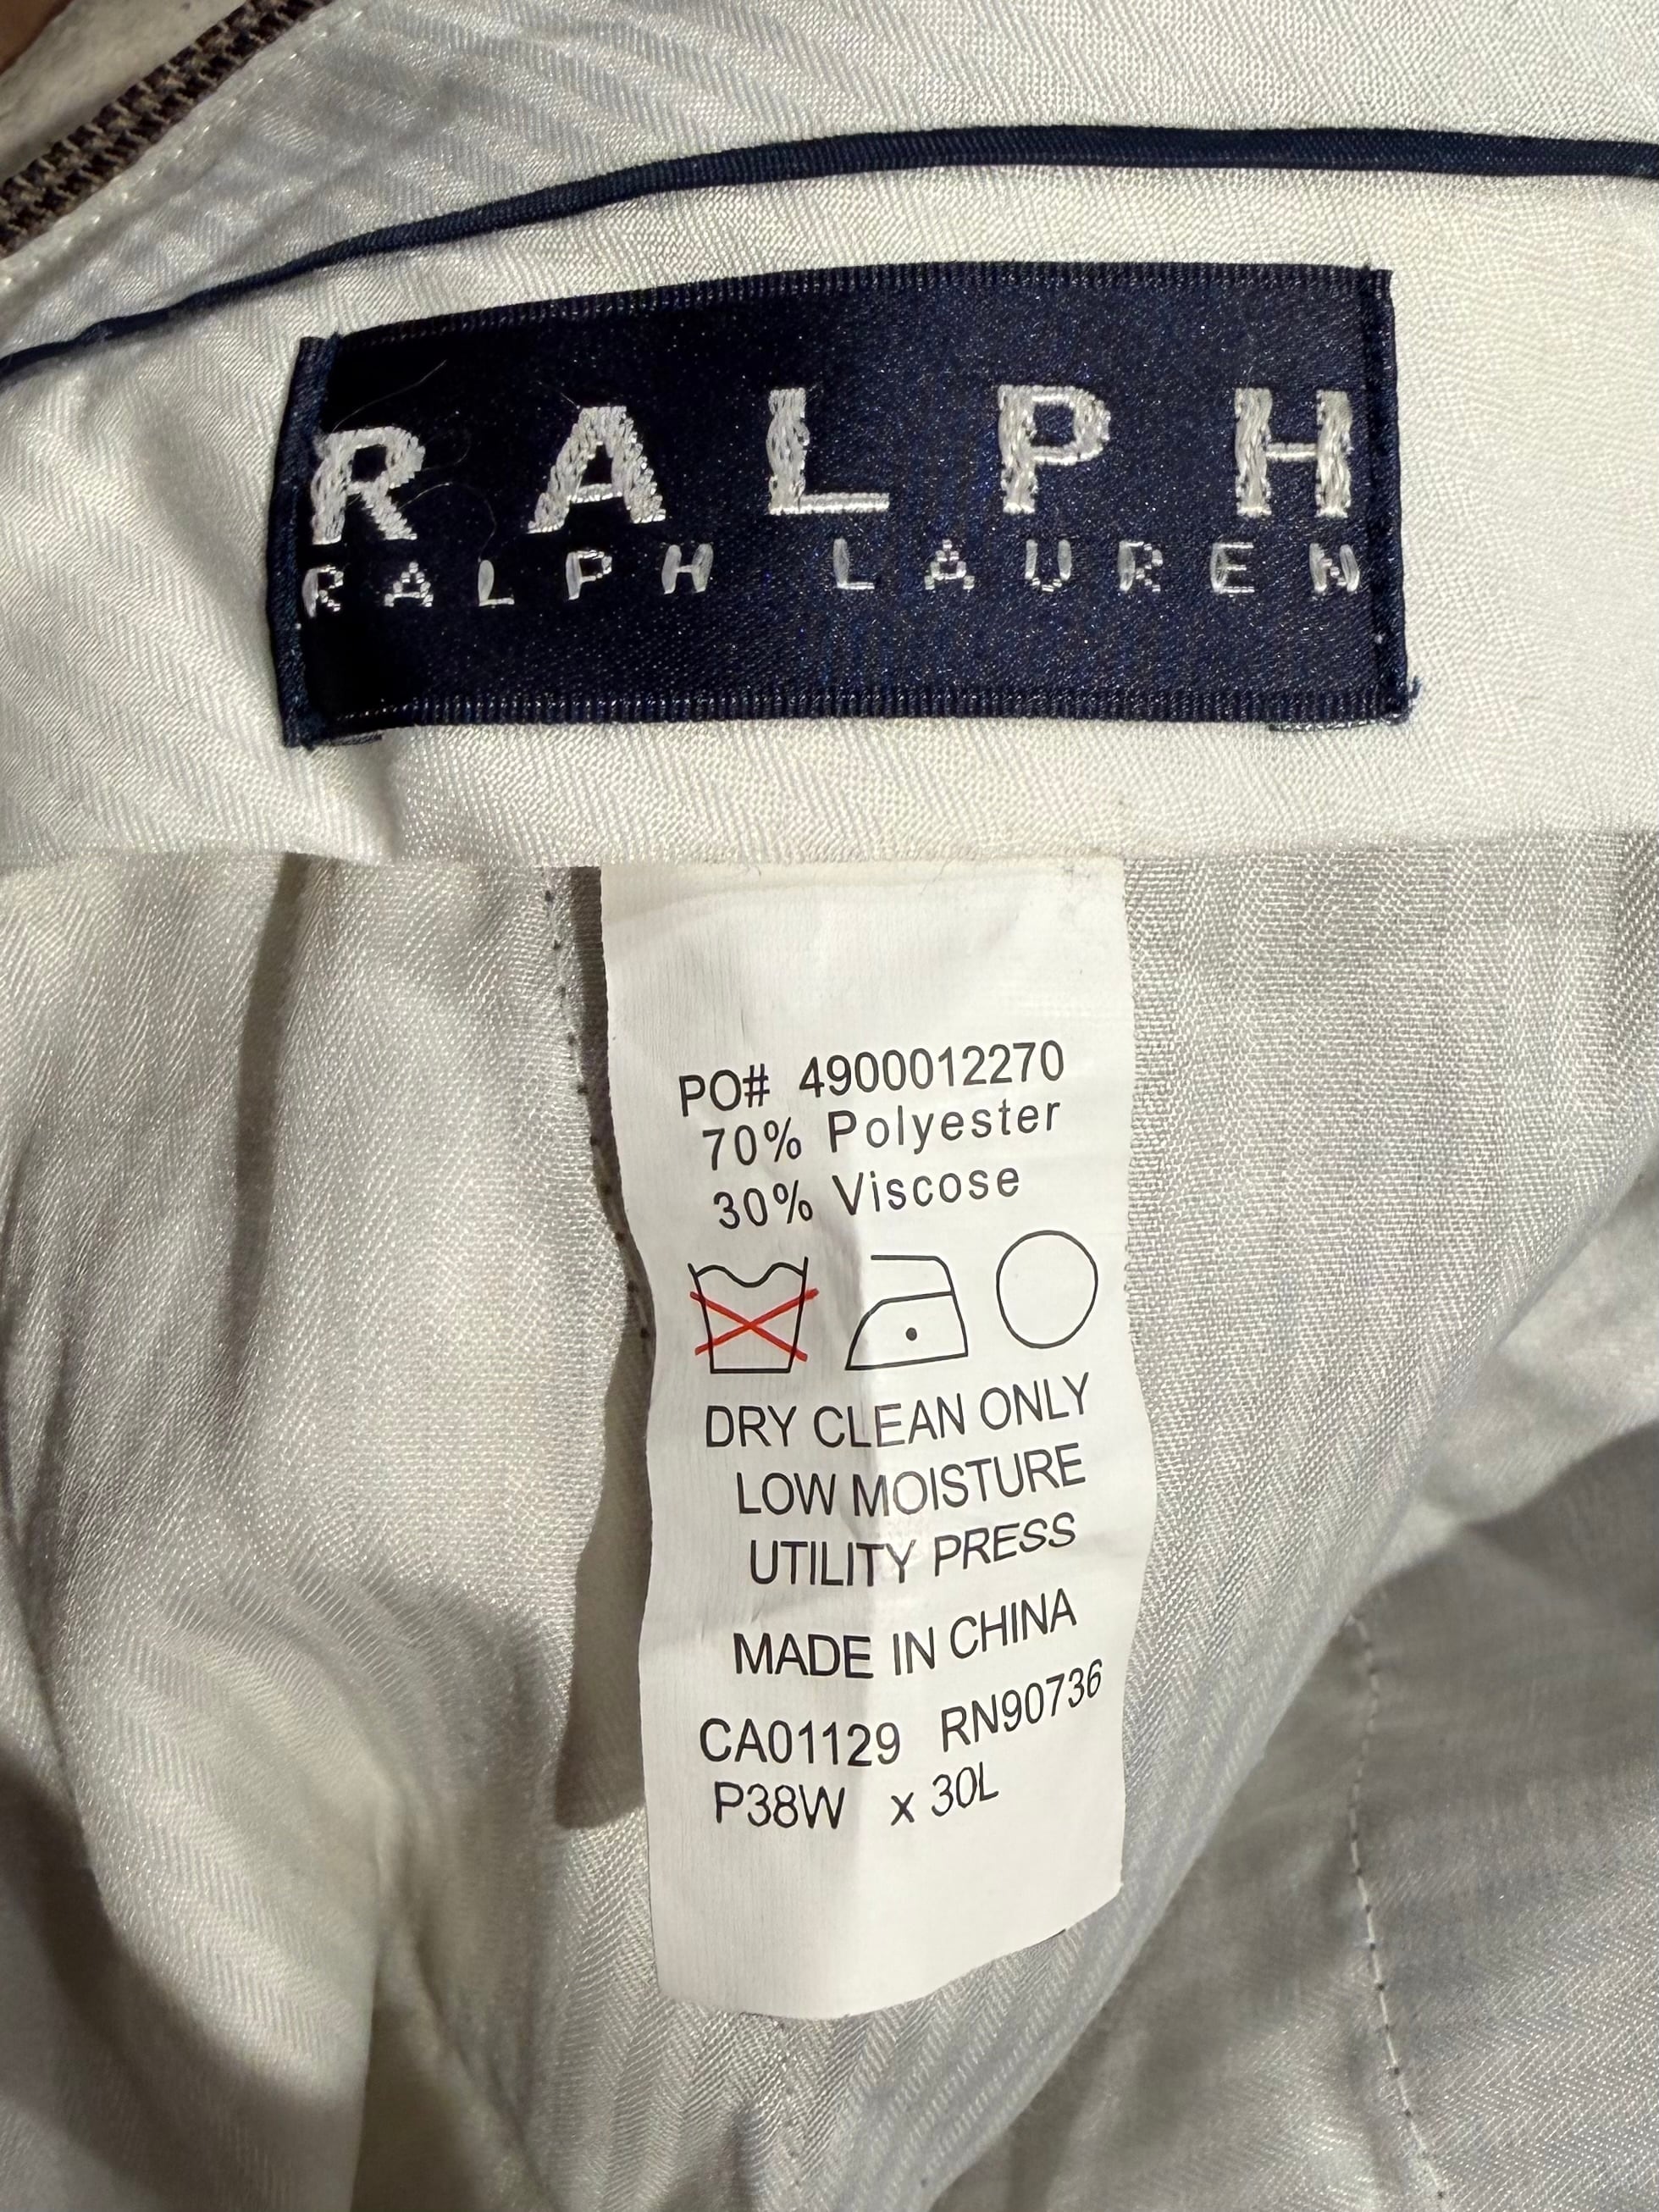 RALPH
RALPH LAUREN
PO# 4900012270
70% Polyester
30% Viscose
DRY CLEAN ONLY
LOW MOISTURE
UTILITY PRESS
MADE IN CHINA
CA01129 RN90736
P38W x 30L